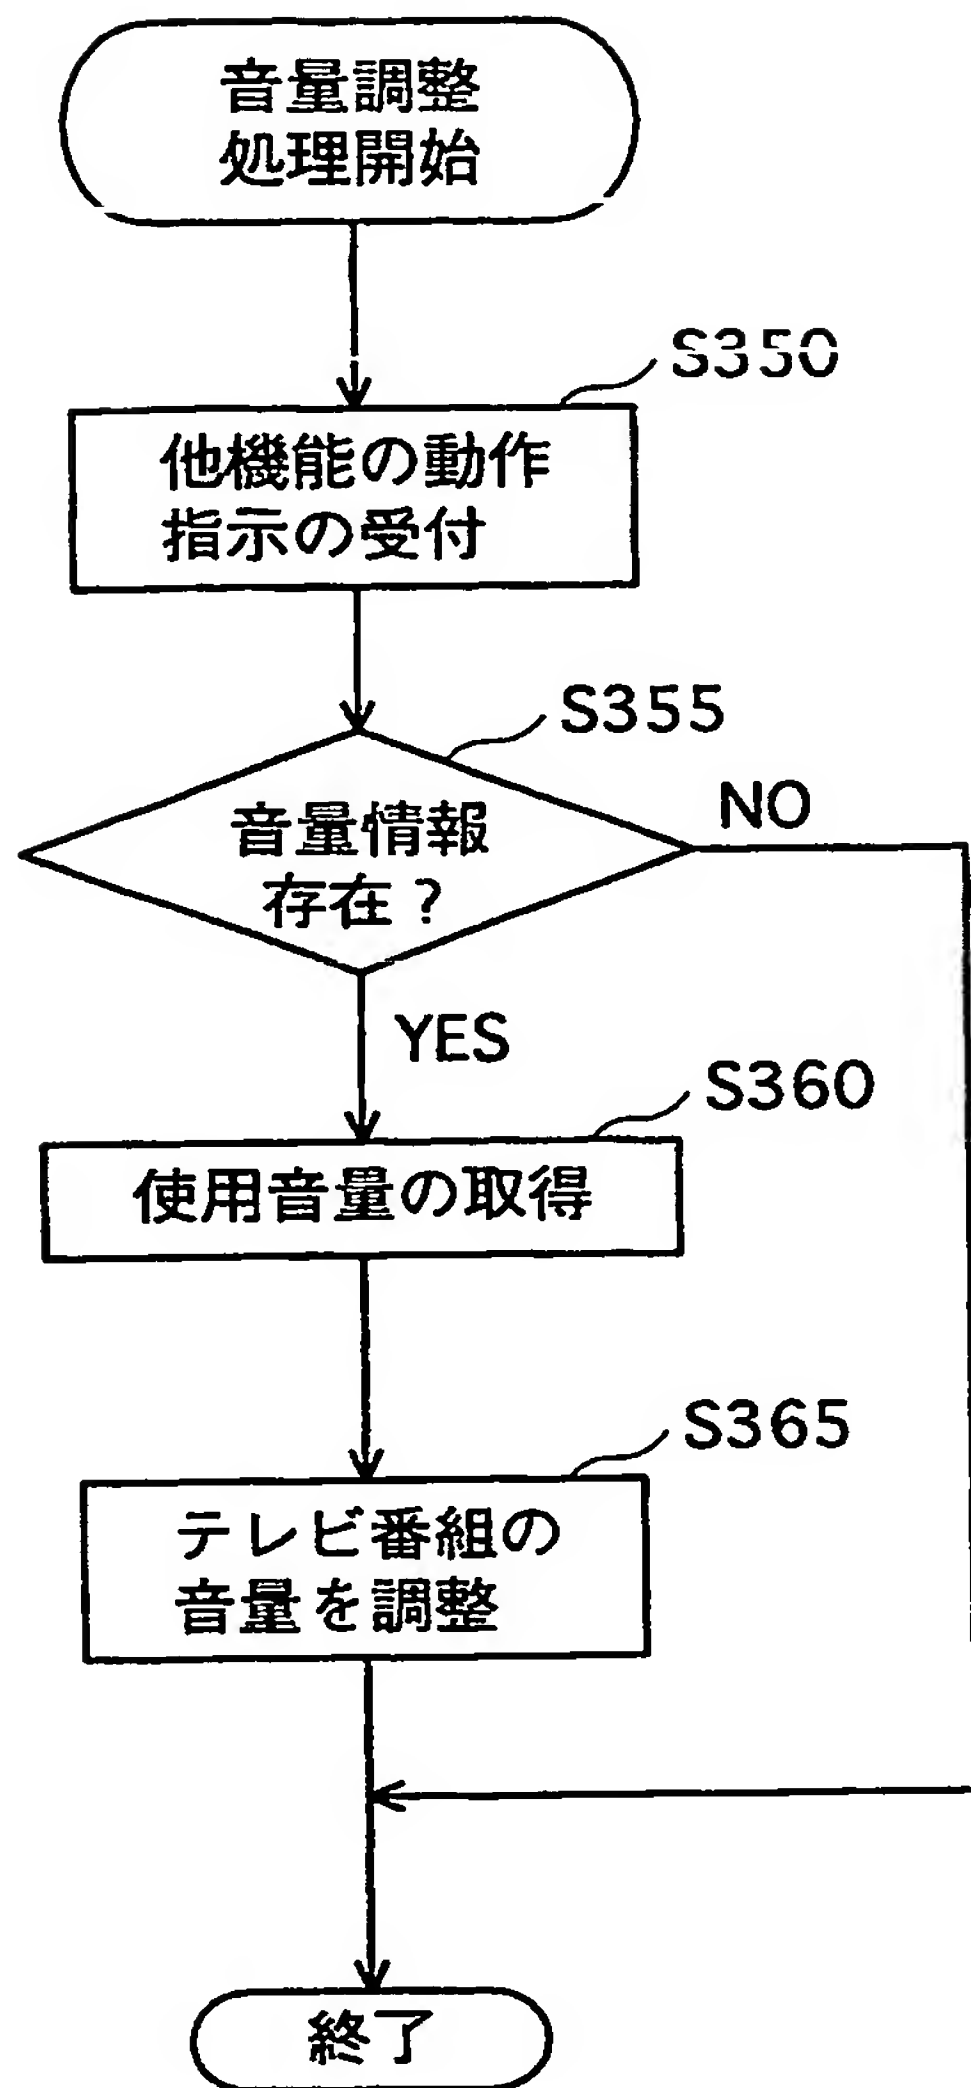 音量調整
処理開始
S350
他機能の動作
指示の受付
S355
音量情報
存在?
NO
YES
S360
使用音量の取得
S365
テレビ番組の
音量を調整
終了